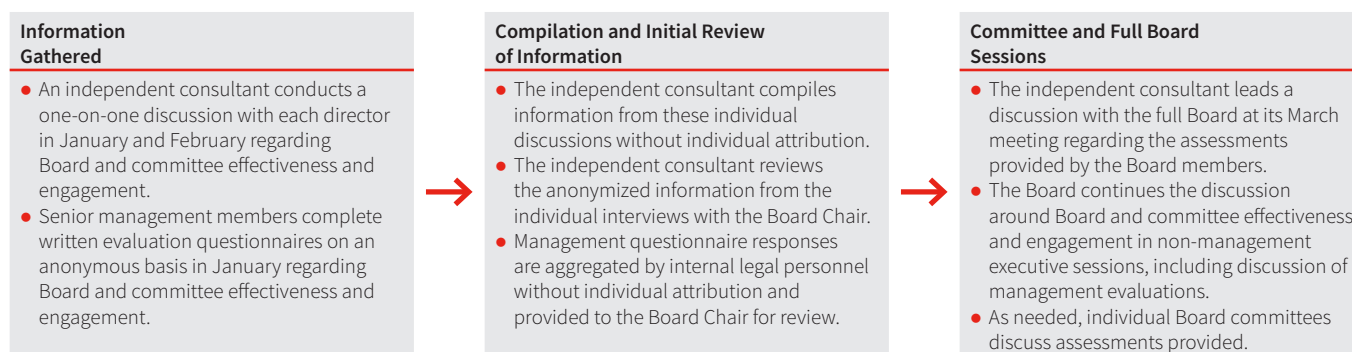 Information
Gathered
● An independent consultant conducts a
one-on-one discussion with each director
in January and February regarding
Board and committee effectiveness and
engagement.
● Senior management members complete
written evaluation questionnaires on an
anonymous basis in January regarding
Board and committee effectiveness and
engagement.
Compilation and Initial Review
of Information
● The independent consultant compiles
information from these individual
discussions without individual attribution.
● The independent consultant reviews
the anonymized information from the
individual interviews with the Board Chair.
● Management questionnaire responses
are aggregated by internal legal personnel
without individual attribution and
provided to the Board Chair for review.
Committee and Full Board
Sessions
● The independent consultant leads a
discussion with the full Board at its March
meeting regarding the assessments
provided by the Board members.
● The Board continues the discussion
around Board and committee effectiveness
and engagement in non-management
executive sessions, including discussion of
management evaluations.
● As needed, individual Board committees
discuss assessments provided.